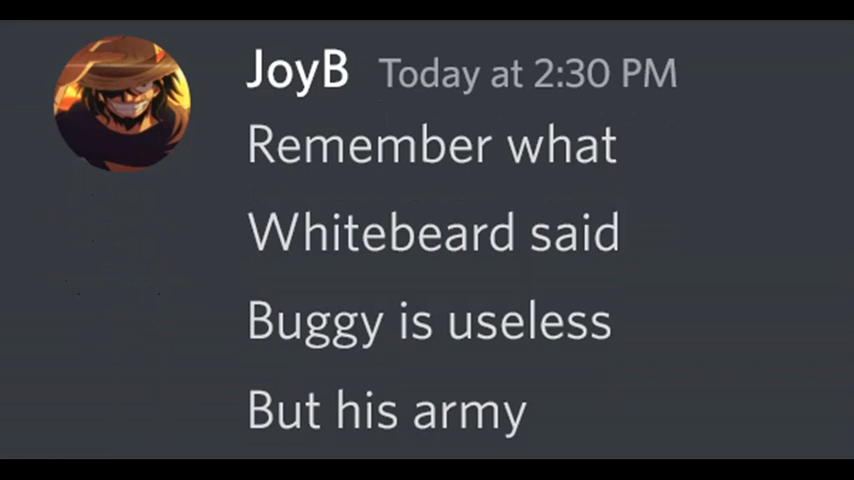 JoyB Today at 2:30 PM
Remember what
Whitebeard said
Buggy is useless
But his army